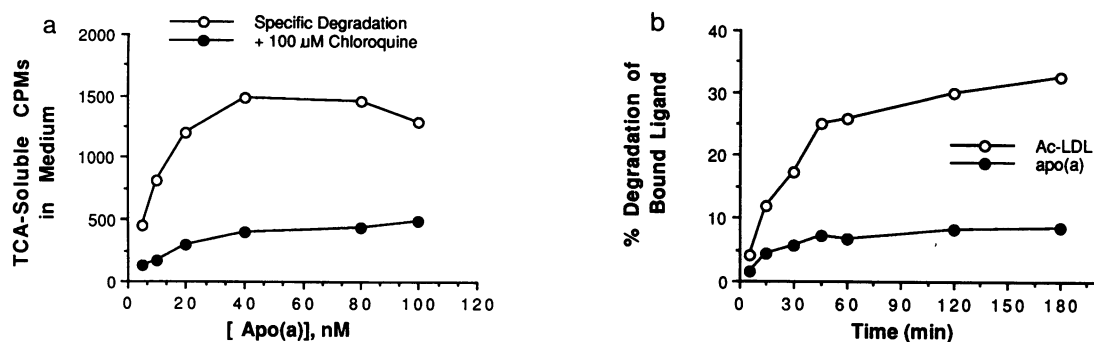 a
Specific Degradation
+ 100 µM Chloroquine
TCA-Soluble CPMs
in Medium
2000
1500
1000
500
0
0 20 40 60 80 100 120
[ Apo(a)], nM
b
Ac-LDL
apo(a)
% Degradation of
Bound Ligand
40
30
20
10
0
0 30 60 90 120 150 180
Time (min)